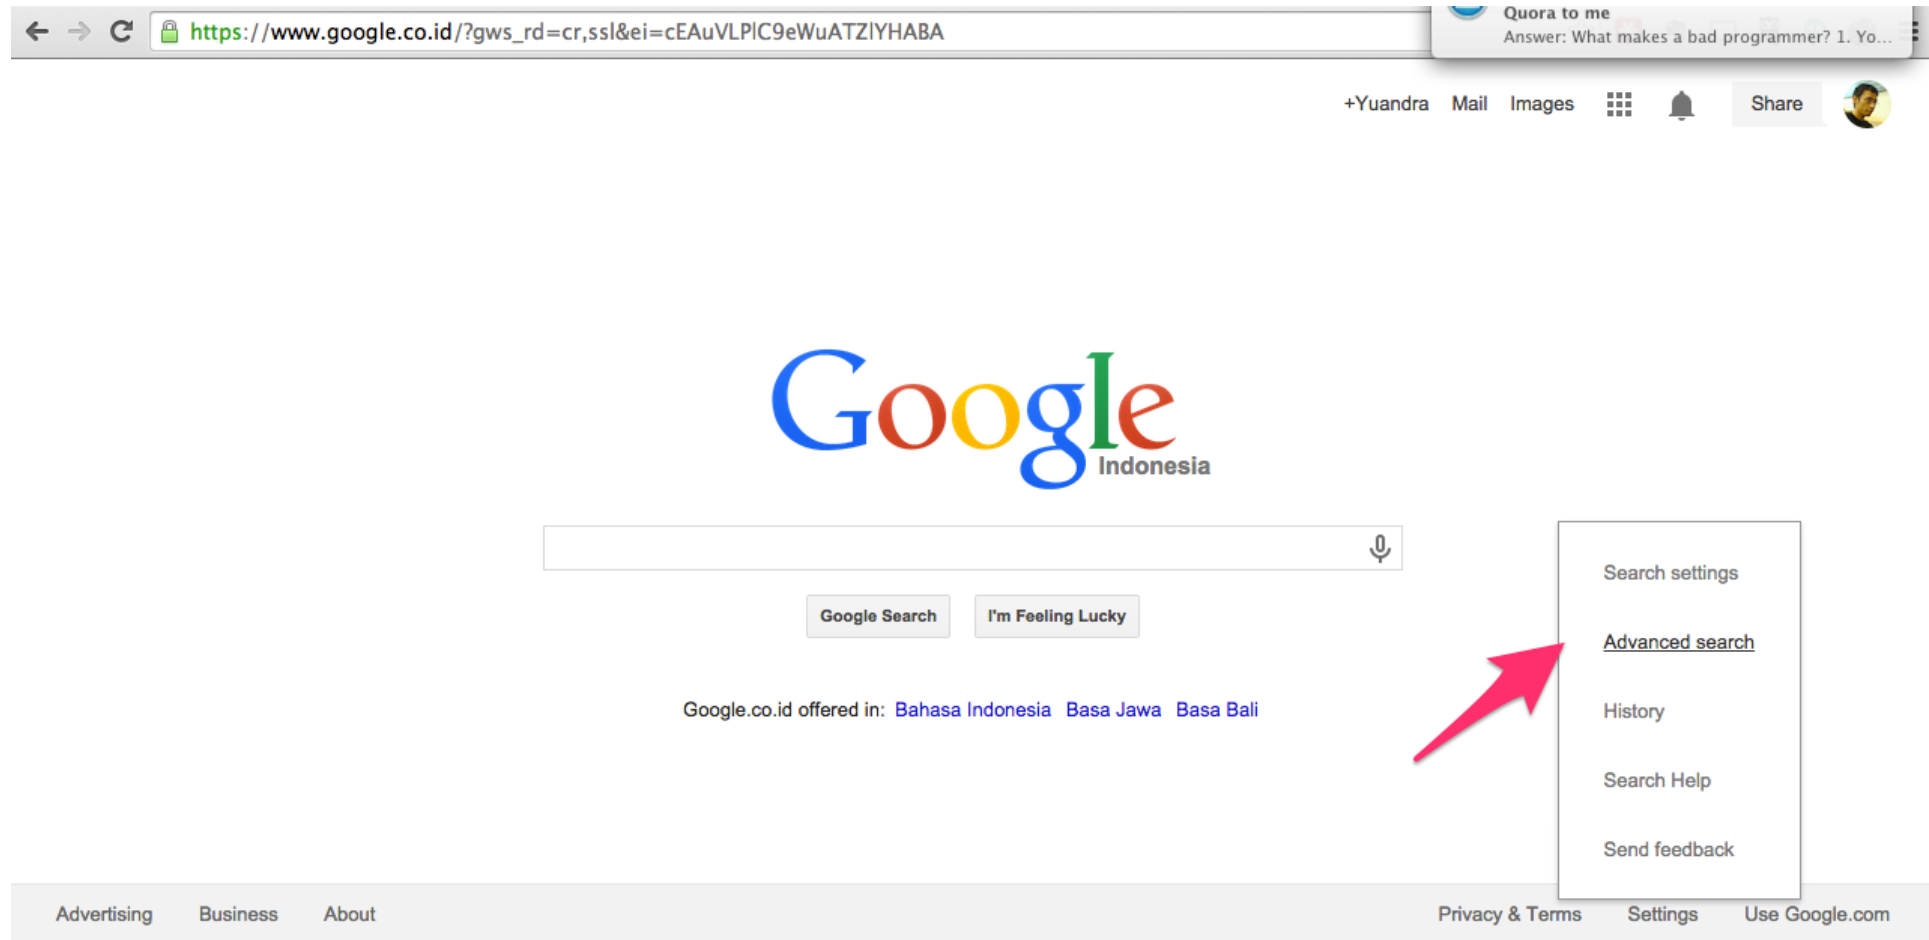 Quora to me
https://www.google.co.id/?gws_rd=cr,ssl&ei=cEAuVLPIC9eWuATZIYHABA
Answer: What makes a bad programmer? 1. Yo...
+Yuandra Mail Images Share
Google
Indonesia
Search settings
Google Search I'm Feeling Lucky
Advanced search
Google.co.id offered in: Bahasa Indonesia Basa Jawa Basa Bali
History
Search Help
Send feedback
Advertising Business About Privacy & Terms Settings Use Google.com